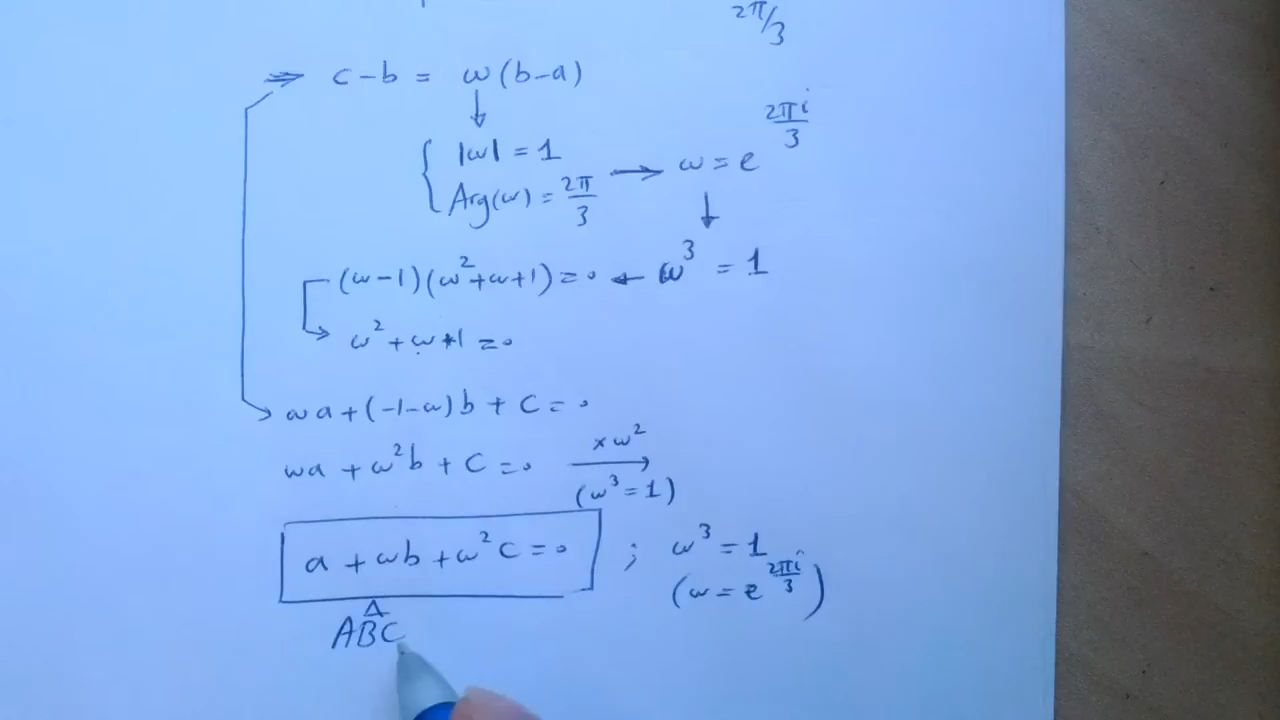 2π/3
⇒ c-b = ω(b-a)
↓
{ |ω| = 1
Arg(ω) = 2π/3 → ω = e^(2πi/3)
↓
(ω-1)(ω²+ω+1)=0 ← ω³ = 1
ω²+ω+1=0
ωa+(-1-ω)b+c=0
ωa+ω²b+c=0 ×ω² → (ω³=1)
a+ωb+ω²c=0 ; ω³=1
(ω=e^(2πi/3))
Δ
ABC